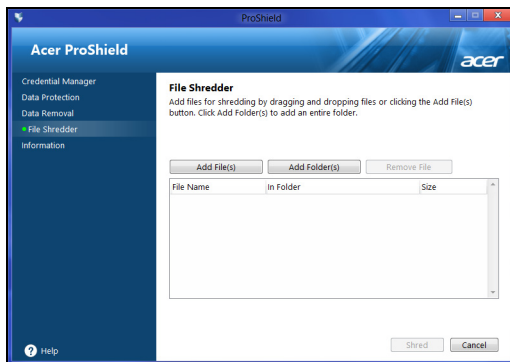 ProShield
Acer ProShield
acer
Credential Manager
Data Protection
Data Removal
File Shredder
Information
File Shredder
Add files for shredding by dragging and dropping files or clicking the Add File(s)
button. Click Add Folder(s) to add an entire folder.
Add File(s) Add Folder(s) Remove File
File Name In Folder Size
Shred Cancel
? Help